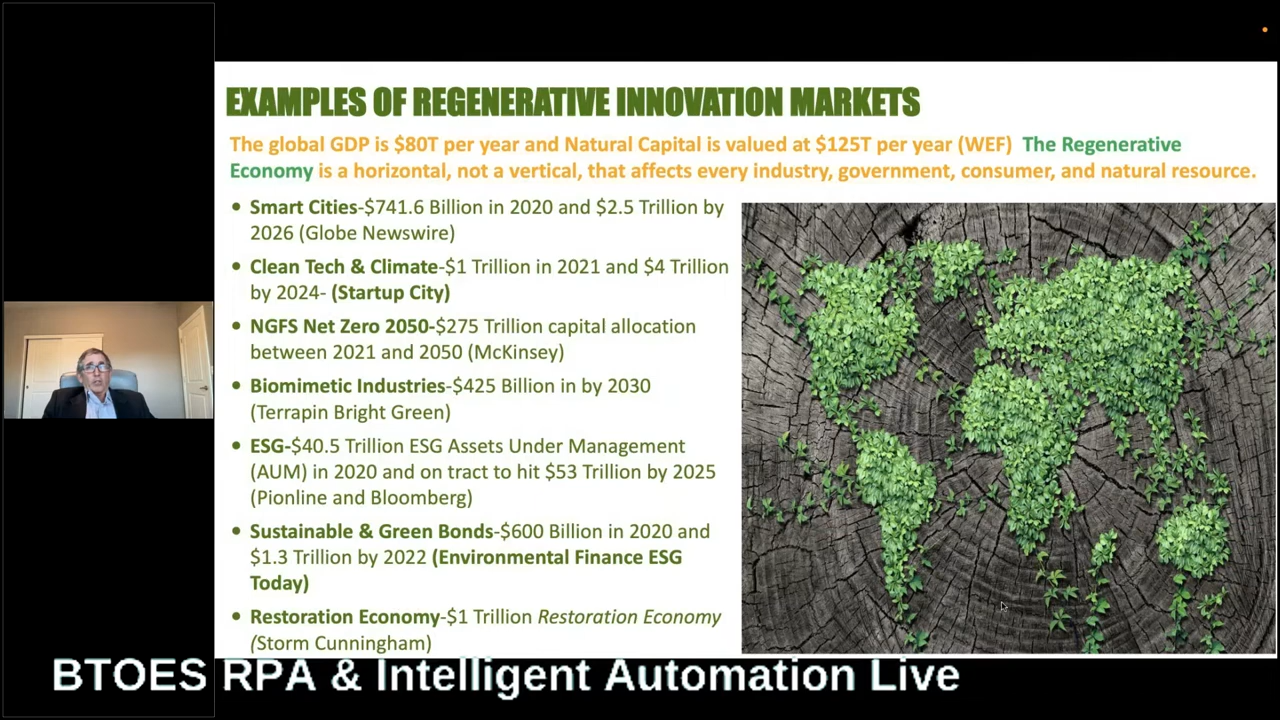 EXAMPLES OF REGENERATIVE INNOVATION MARKETS
The global GDP is $80T per year and Natural Capital is valued at $125T per year (WEF) The Regenerative
Economy is a horizontal, not a vertical, that affects every industry, government, consumer, and natural resource.
• Smart Cities-$741.6 Billion in 2020 and $2.5 Trillion by
2026 (Globe Newswire)
• Clean Tech & Climate-$1 Trillion in 2021 and $4 Trillion
by 2024- (Startup City)
• NGFS Net Zero 2050-$275 Trillion capital allocation
between 2021 and 2050 (McKinsey)
• Biomimetic Industries-$425 Billion in by 2030
(Terrapin Bright Green)
• ESG-$40.5 Trillion ESG Assets Under Management
(AUM) in 2020 and on tract to hit $53 Trillion by 2025
(Pionline and Bloomberg)
• Sustainable & Green Bonds-$600 Billion in 2020 and
$1.3 Trillion by 2022 (Environmental Finance ESG
Today)
• Restoration Economy-$1 Trillion Restoration Economy
(Storm Cunningham)
BTOES RPA & Intelligent Automation Live